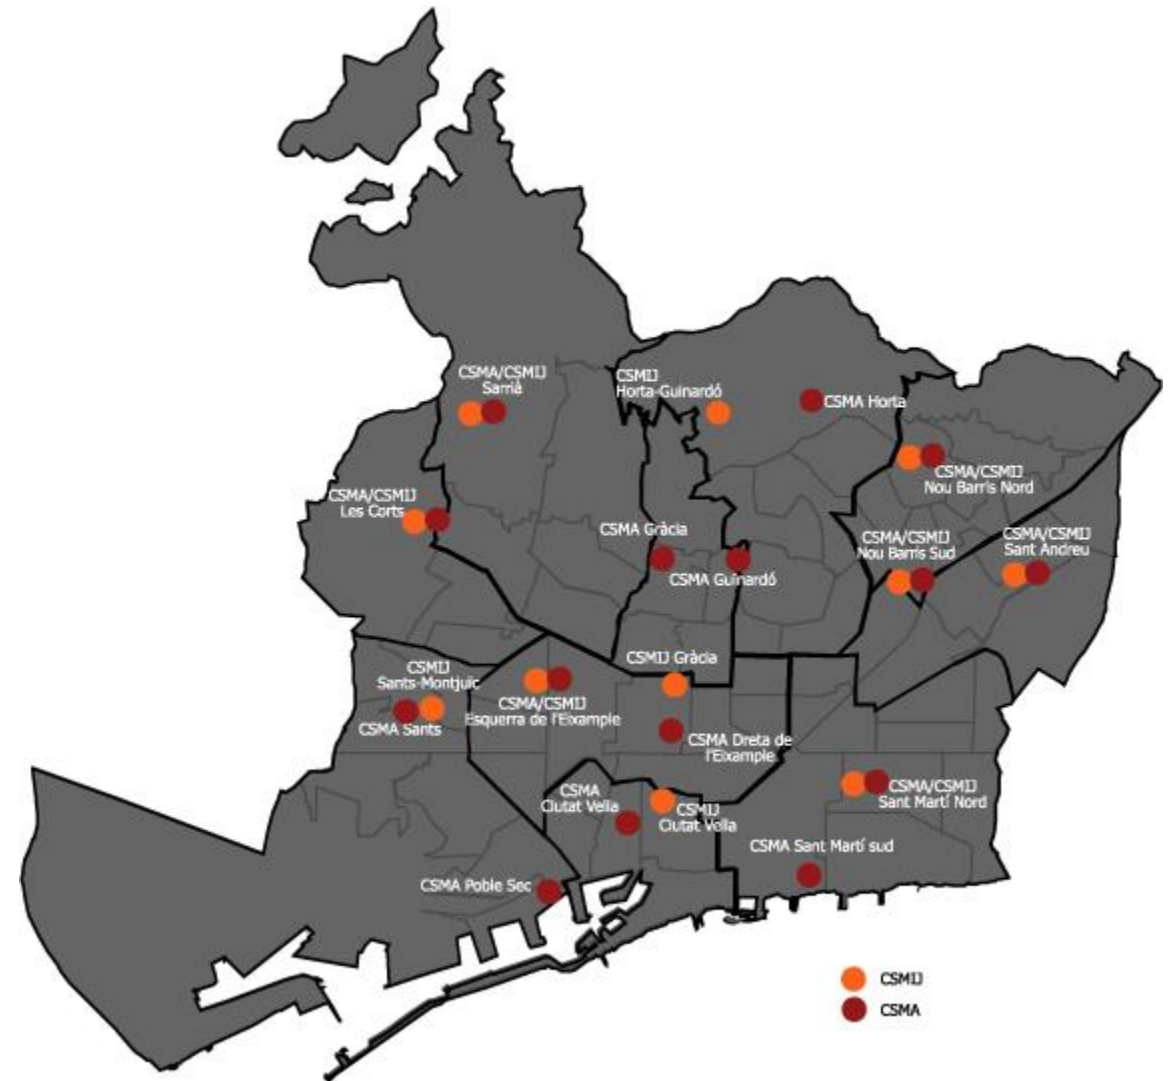 CSMA/CSMIJ
Sarrià
CSMIJ
Horta-Guinardó
CSMA Horta
CSMA/CSMIJ
Nou Barris Nord
CSMA/CSMIJ
Les Corts
CSMA Gràcia
CSMA Guinardó
CSMA/CSMIJ
Nou Barris Sud
CSMA/CSMIJ
Sant Andreu
CSMIJ
Sants-Montjuïc
CSMA Sants
CSMA/CSMIJ
Esquerra de l'Eixample
CSMIJ Gràcia
CSMA Dreta de
l'Eixample
CSMA
Ciutat Vella
CSMIJ
Ciutat Vella
CSMA/CSMIJ
Sant Martí Nord
CSMA Sant Martí sud
CSMA Poble Sec
CSMIJ
CSMA